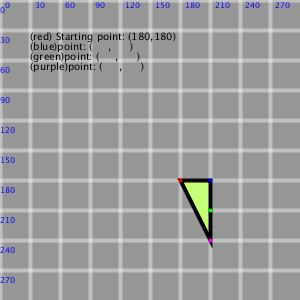 0 30 60 90 120 150 180 210 240 270
0
30
(red) Starting point: (180,180)
(blue)point: (    ,    )
(green)point: (    ,    )
(purple)point: (    ,    )
60
90
120
150
180
210
240
270